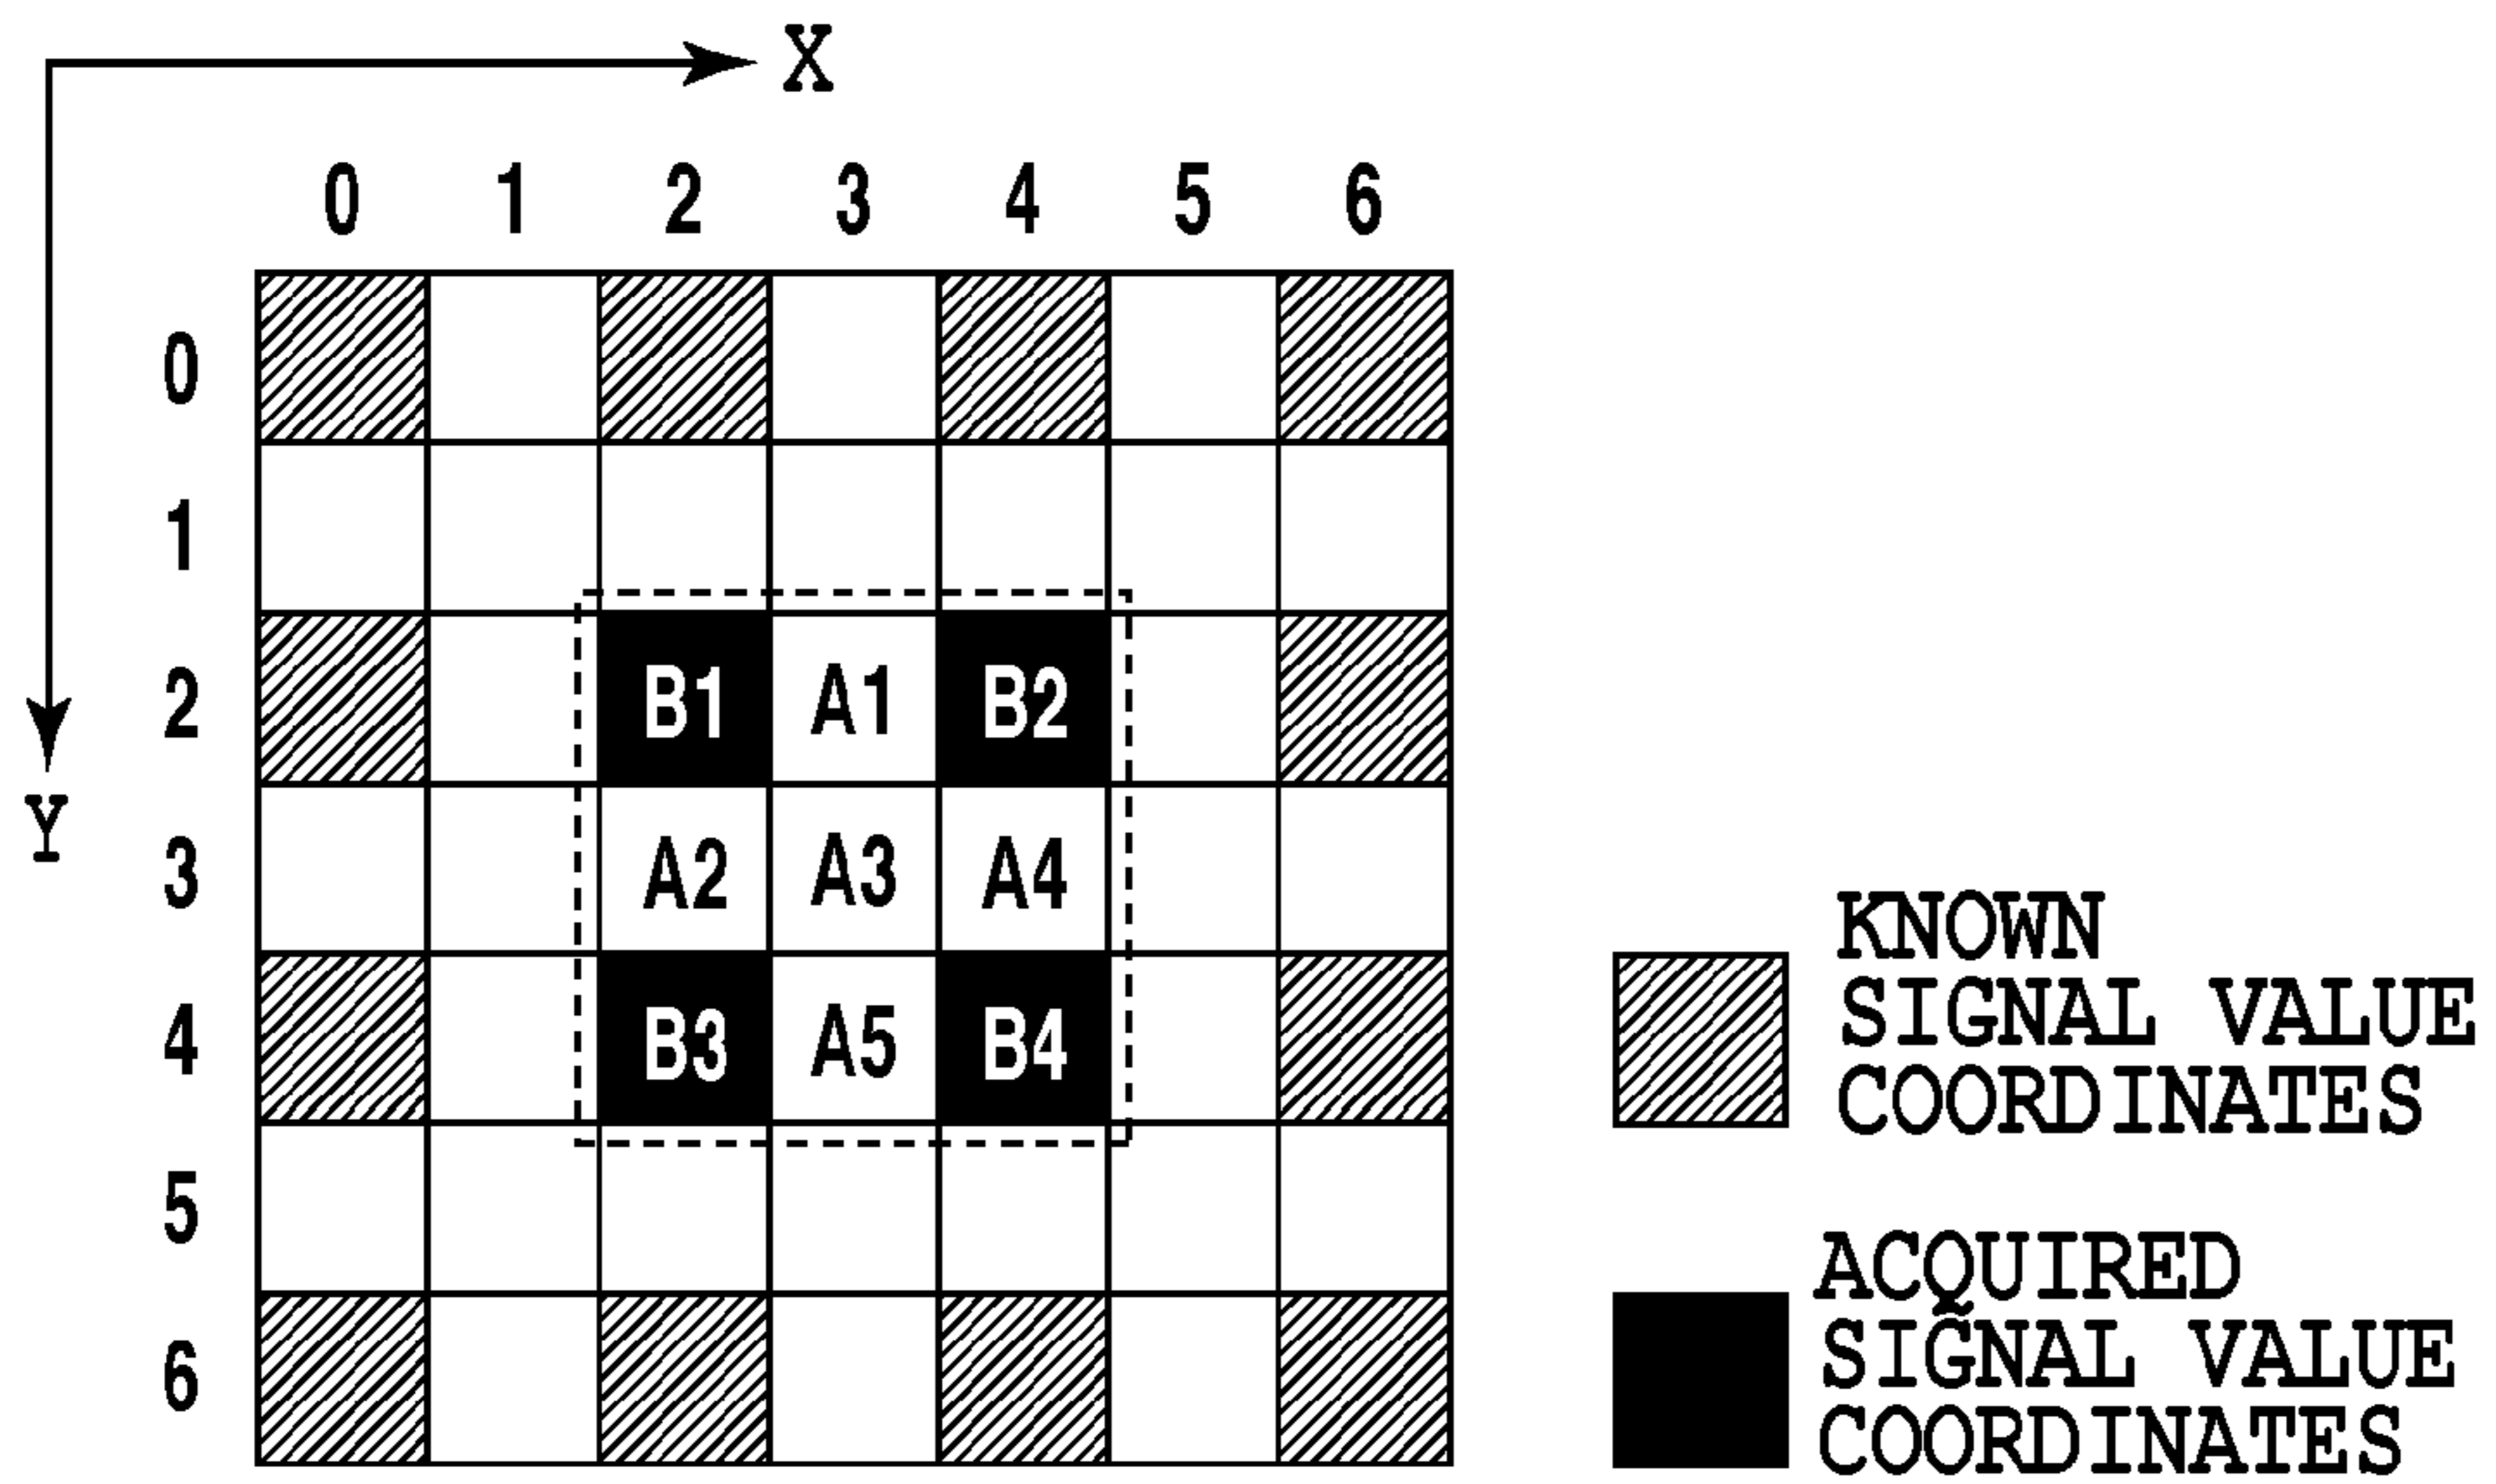 X
0 1 2 3 4 5 6
0
1
2 B1 A1 B2
Y
3 A2 A3 A4
4 B3 A5 B4
5
6
KNOWN
SIGNAL VALUE
COORDINATES
ACQUIRED
SIGNAL VALUE
COORDINATES